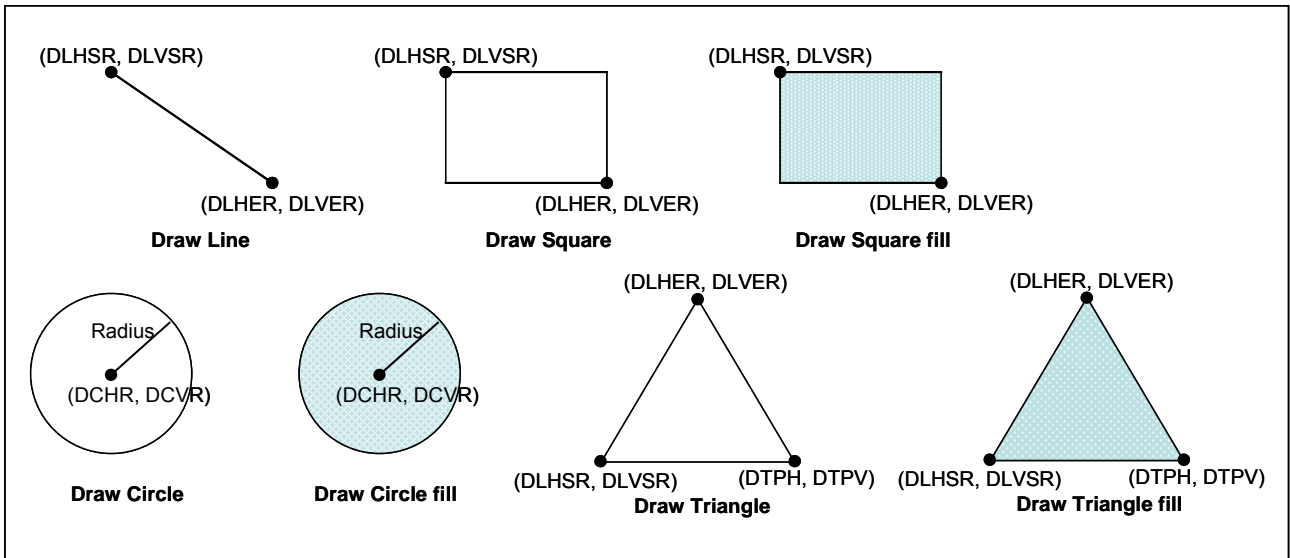 (DLHSR, DLVSR)
(DLHER, DLVER)
Draw Line
(DLHSR, DLVSR)
(DLHER, DLVER)
Draw Square
(DLHSR, DLVSR)
(DLHER, DLVER)
Draw Square fill
Radius
(DCHR, DCVR)
Draw Circle
Radius
(DCHR, DCVR)
Draw Circle fill
(DLHER, DLVER)
(DLHSR, DLVSR)
(DTPH, DTPV)
Draw Triangle
(DLHER, DLVER)
(DLHSR, DLVSR)
(DTPH, DTPV)
Draw Triangle fill